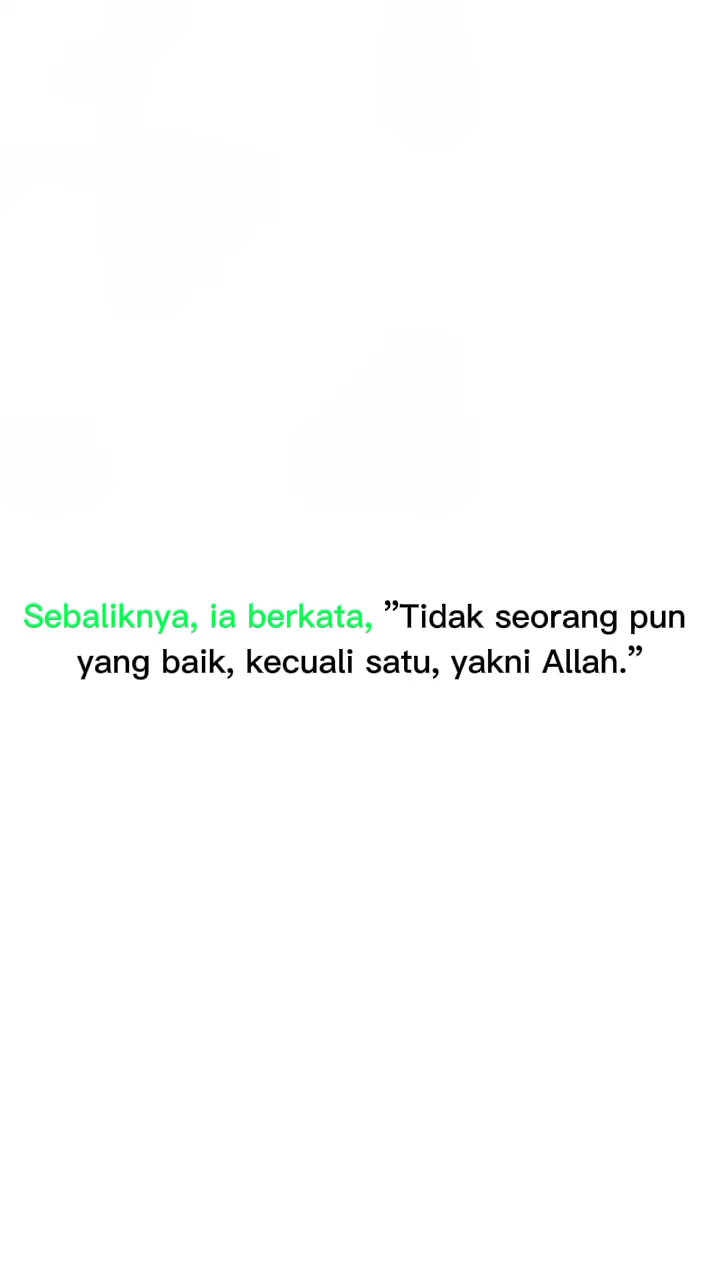 Sebaliknya, ia berkata, ”Tidak seorang pun
yang baik, kecuali satu, yakni Allah.”